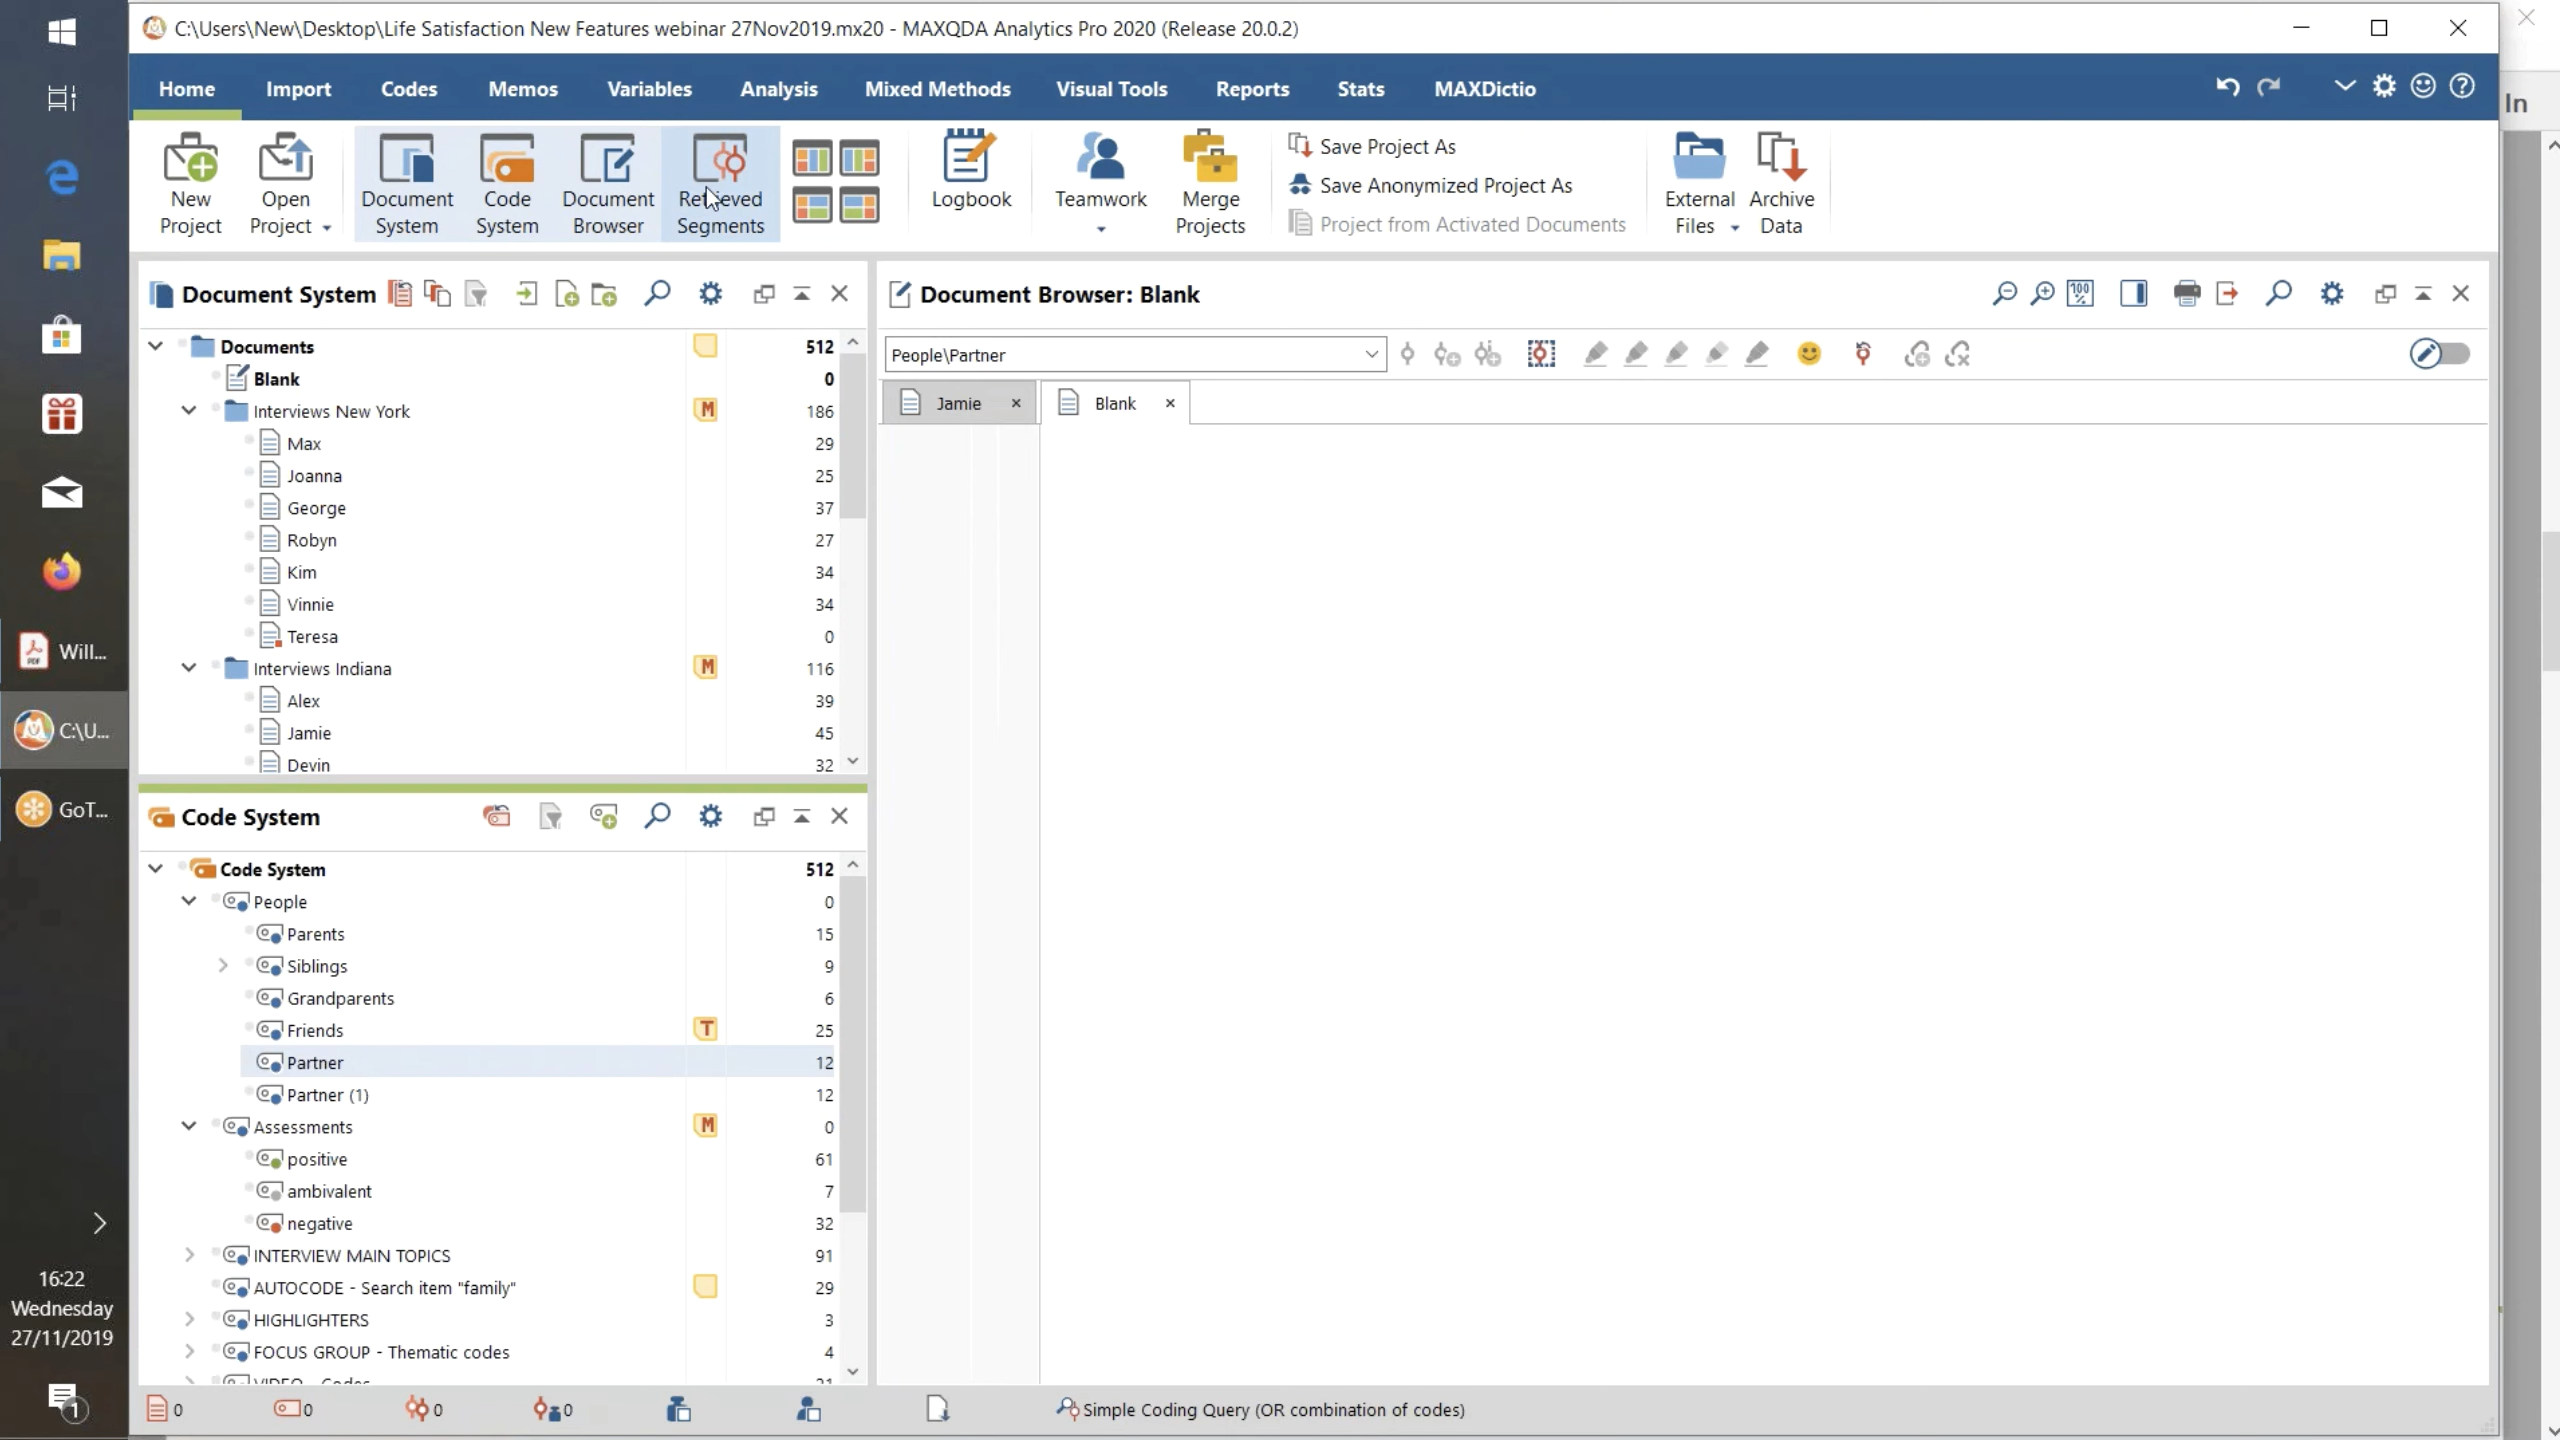 C:\Users\New\Desktop\Life Satisfaction New Features webinar 27Nov2019.mx20 - MAXQDA Analytics Pro 2020 (Release 20.0.2)
Home Import Codes Memos Variables Analysis Mixed Methods Visual Tools Reports Stats MAXDictio
In
New Project
Open Project
Document System
Code System
Document Browser
Retrieved Segments
Logbook
Teamwork
Merge Projects
Save Project As
Save Anonymized Project As
Project from Activated Documents
External Files
Archive Data
Document System
Documents 512
Blank 0
Interviews New York M 186
Max 29
Joanna 25
George 37
Robyn 27
Kim 34
Vinnie 34
Teresa 0
Interviews Indiana M 116
Alex 39
Jamie 45
Devin 32
Document Browser: Blank
100 %
People\Partner
Jamie × Blank ×
Code System
Code System 512
People 0
Parents 15
Siblings 9
Grandparents 6
Friends T 25
Partner 12
Partner (1) 12
Assessments M 0
positive 61
ambivalent 7
negative 32
INTERVIEW MAIN TOPICS 91
AUTOCODE - Search item "family" 29
HIGHLIGHTERS 3
FOCUS GROUP - Thematic codes 4
VIDEO - Codes 21
0 0 0 0 Simple Coding Query (OR combination of codes)
Will...
C:\U...
GoT...
16:22
Wednesday
27/11/2019
1